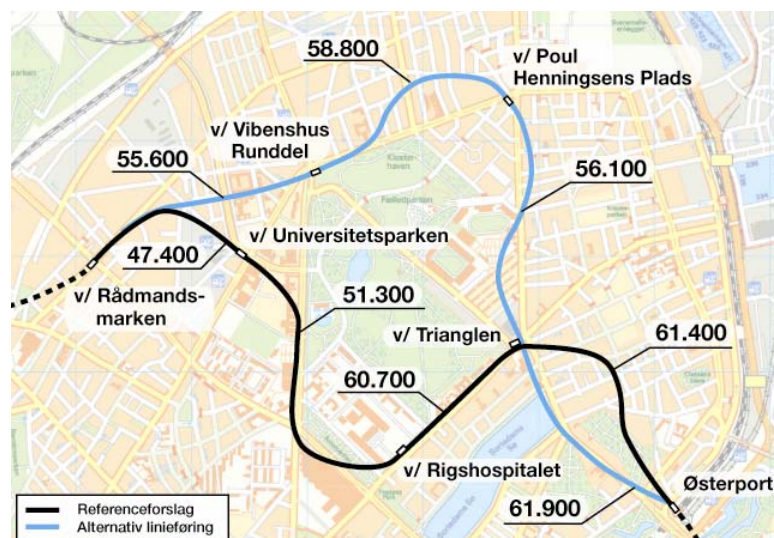 58.800
v/ Poul
Henningsens Plads
v/ Vibenshus
Runddel
55.600
56.100
v/ Universitetsparken
47.400
v/ Rådmands-
marken
51.300
v/ Trianglen
61.400
60.700
v/ Rigshospitalet
Østerport
61.900
Referenceforslag
Alternativ linieføring